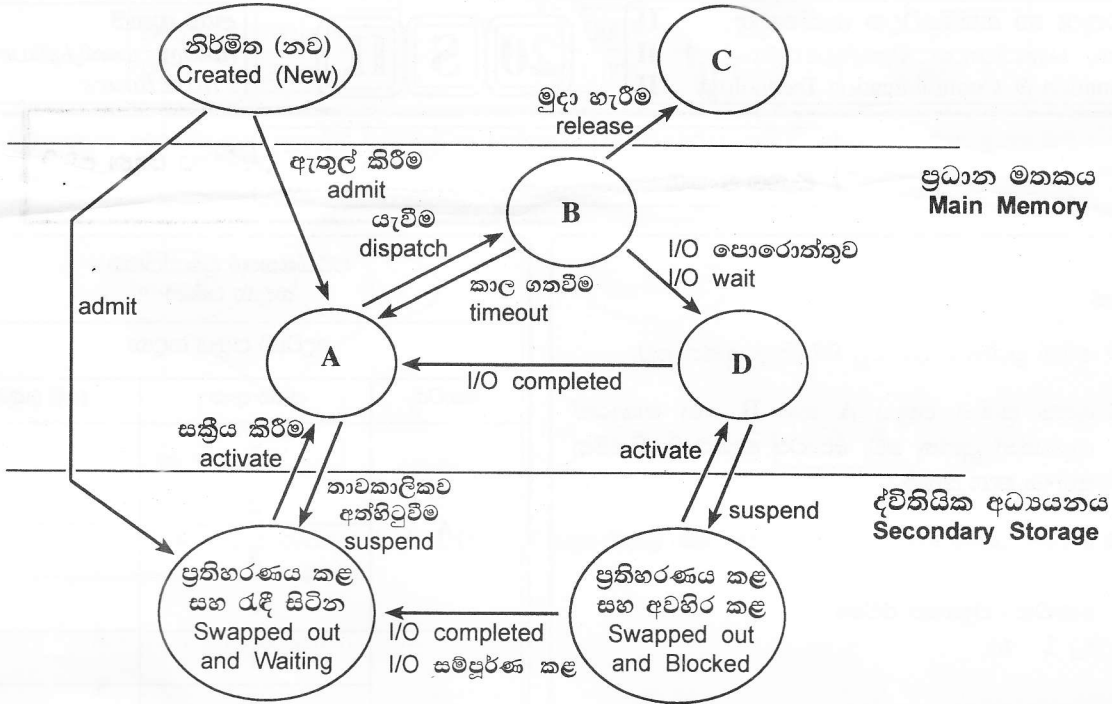 නිර්මිත (නව)
Created (New)
C
මුදා හැරීම
release
ඇතුල් කිරීම
admit
ප්‍රධාන මතකය
Main Memory
B
යැවීම
dispatch
I/O පොරොත්තුව
I/O wait
කාල ගතවීම
timeout
admit
A
D
I/O completed
සක්‍රීය කිරීම
activate
activate
තාවකාලිකව
අත්හිටුවීම
suspend
suspend
ද්විතියික අධ්‍යයනය
Secondary Storage
ප්‍රතිහරණය කළ
සහ රැඳී සිටින
Swapped out
and Waiting
I/O completed
I/O සම්පූර්ණ කළ
ප්‍රතිහරණය කළ
සහ අවහිර කළ
Swapped out
and Blocked